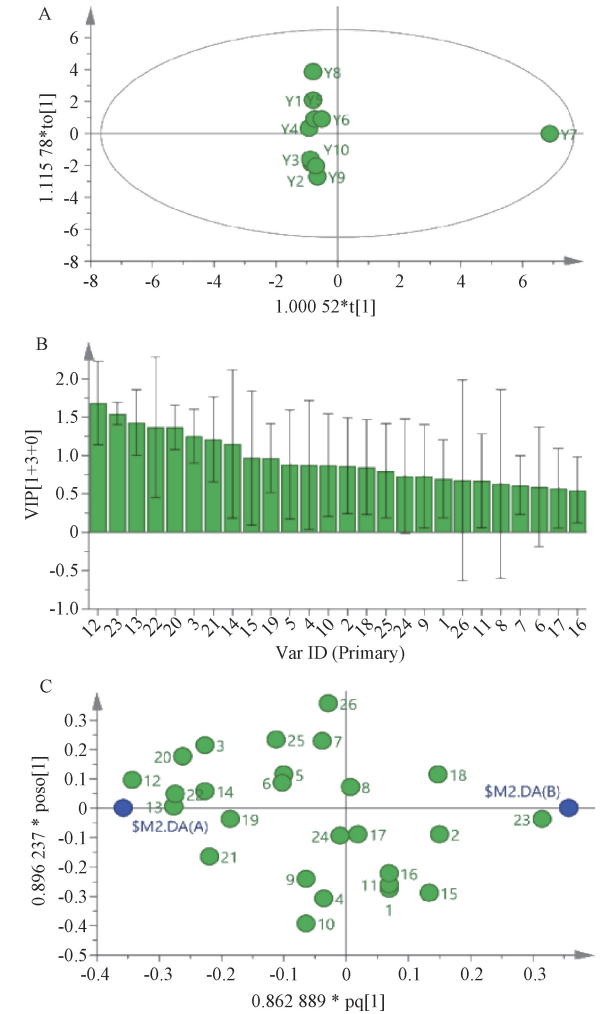 A
6
4
2
0
-2
-4
-6
-8
1.115 78*to[1]
Y8
Y1 Y5
Y6
Y4
Y7
Y10
Y3
Y2
Y9
-8 -6 -4 -2 0 2 4 6
1.000 52*t[1]
B
2.0
1.5
1.0
0.5
0
-0.5
-1.0
VIP[1+3+0]
12 23 13 22 20 3 21 14 15 19 5 4 10 2 18 25 24 9 1 26 11 8 7 6 17 16
Var ID (Primary)
C
0.3
0.2
0.1
0
-0.1
-0.2
-0.3
-0.4
-0.5
0.896 237 * poso[1]
26
25 7
3
20
5
6
18
12
14
8
22
13
$M2.DA(A)
$M2.DA(B)
19
23
24 17 2
21
16
9
11
1
15
4
10
-0.4 -0.3 -0.2 -0.1 0 0.1 0.2 0.3
0.862 889 * pq[1]